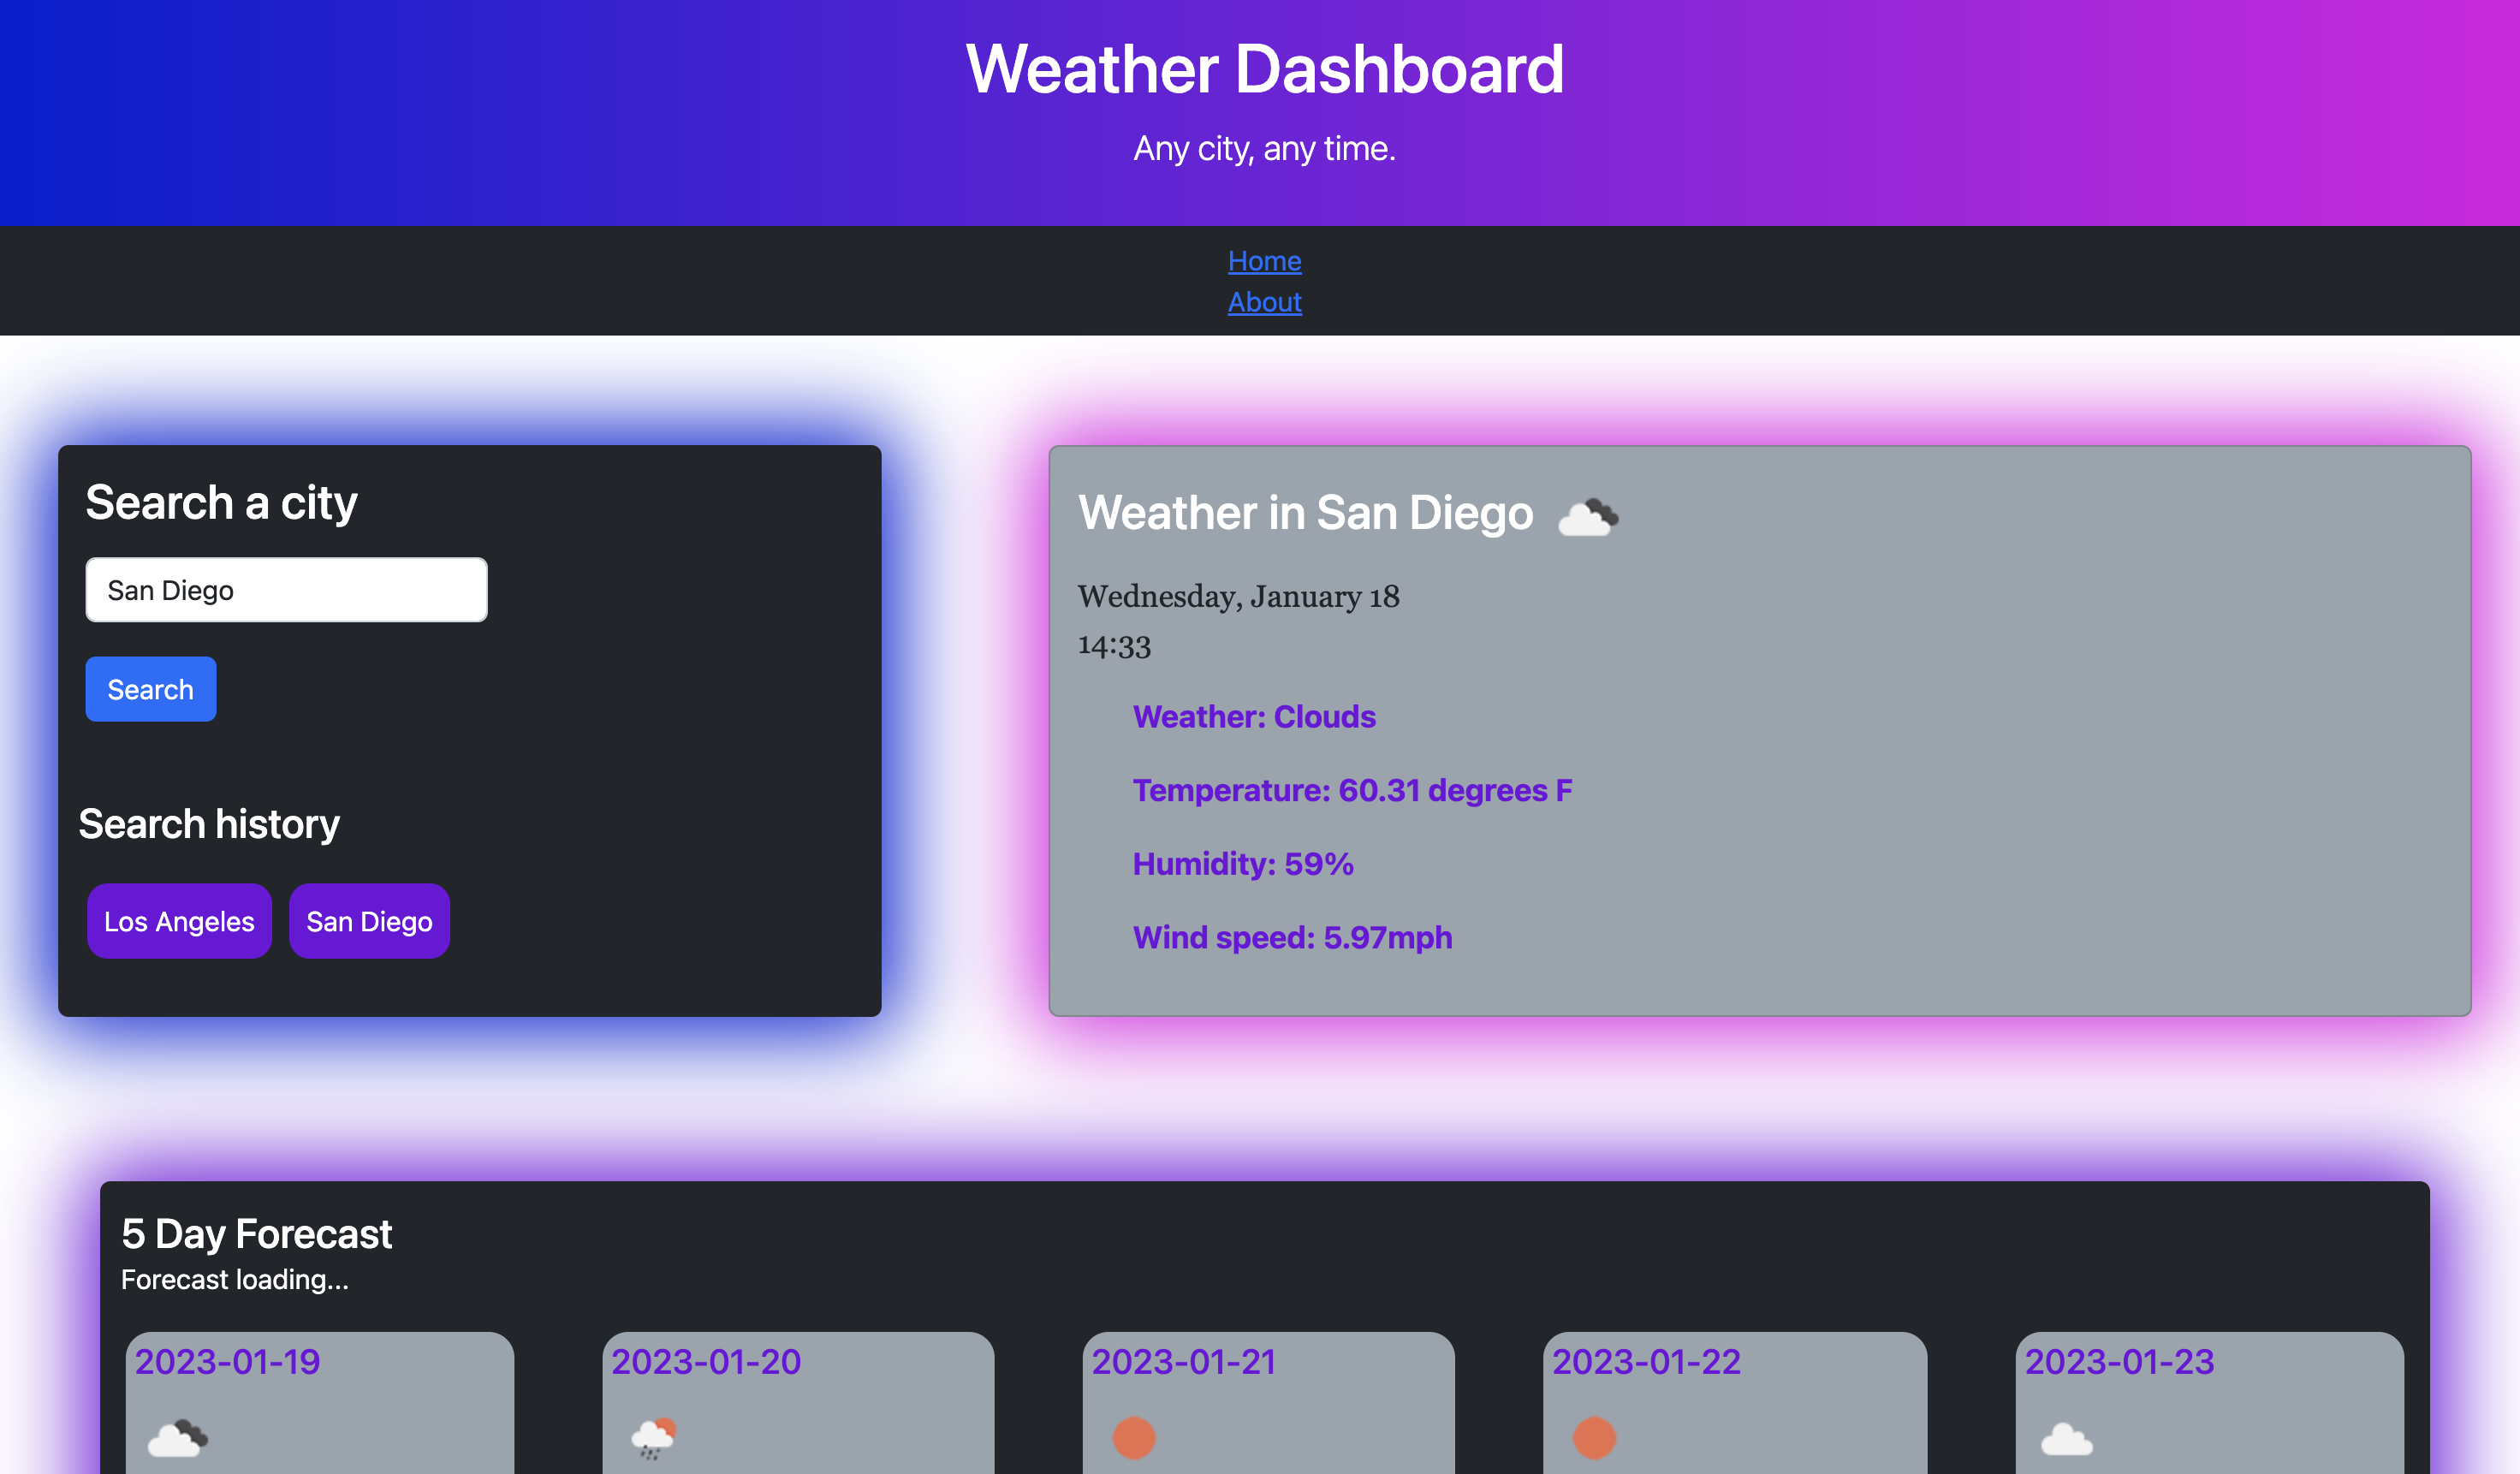 Weather Dashboard
Any city, any time.
Home
About
Search a city
San Diego
Search
Search history
Los Angeles
San Diego
Weather in San Diego
Wednesday, January 18
14:33
Weather: Clouds
Temperature: 60.31 degrees F
Humidity: 59%
Wind speed: 5.97mph
5 Day Forecast
Forecast loading...
2023-01-19
2023-01-20
2023-01-21
2023-01-22
2023-01-23